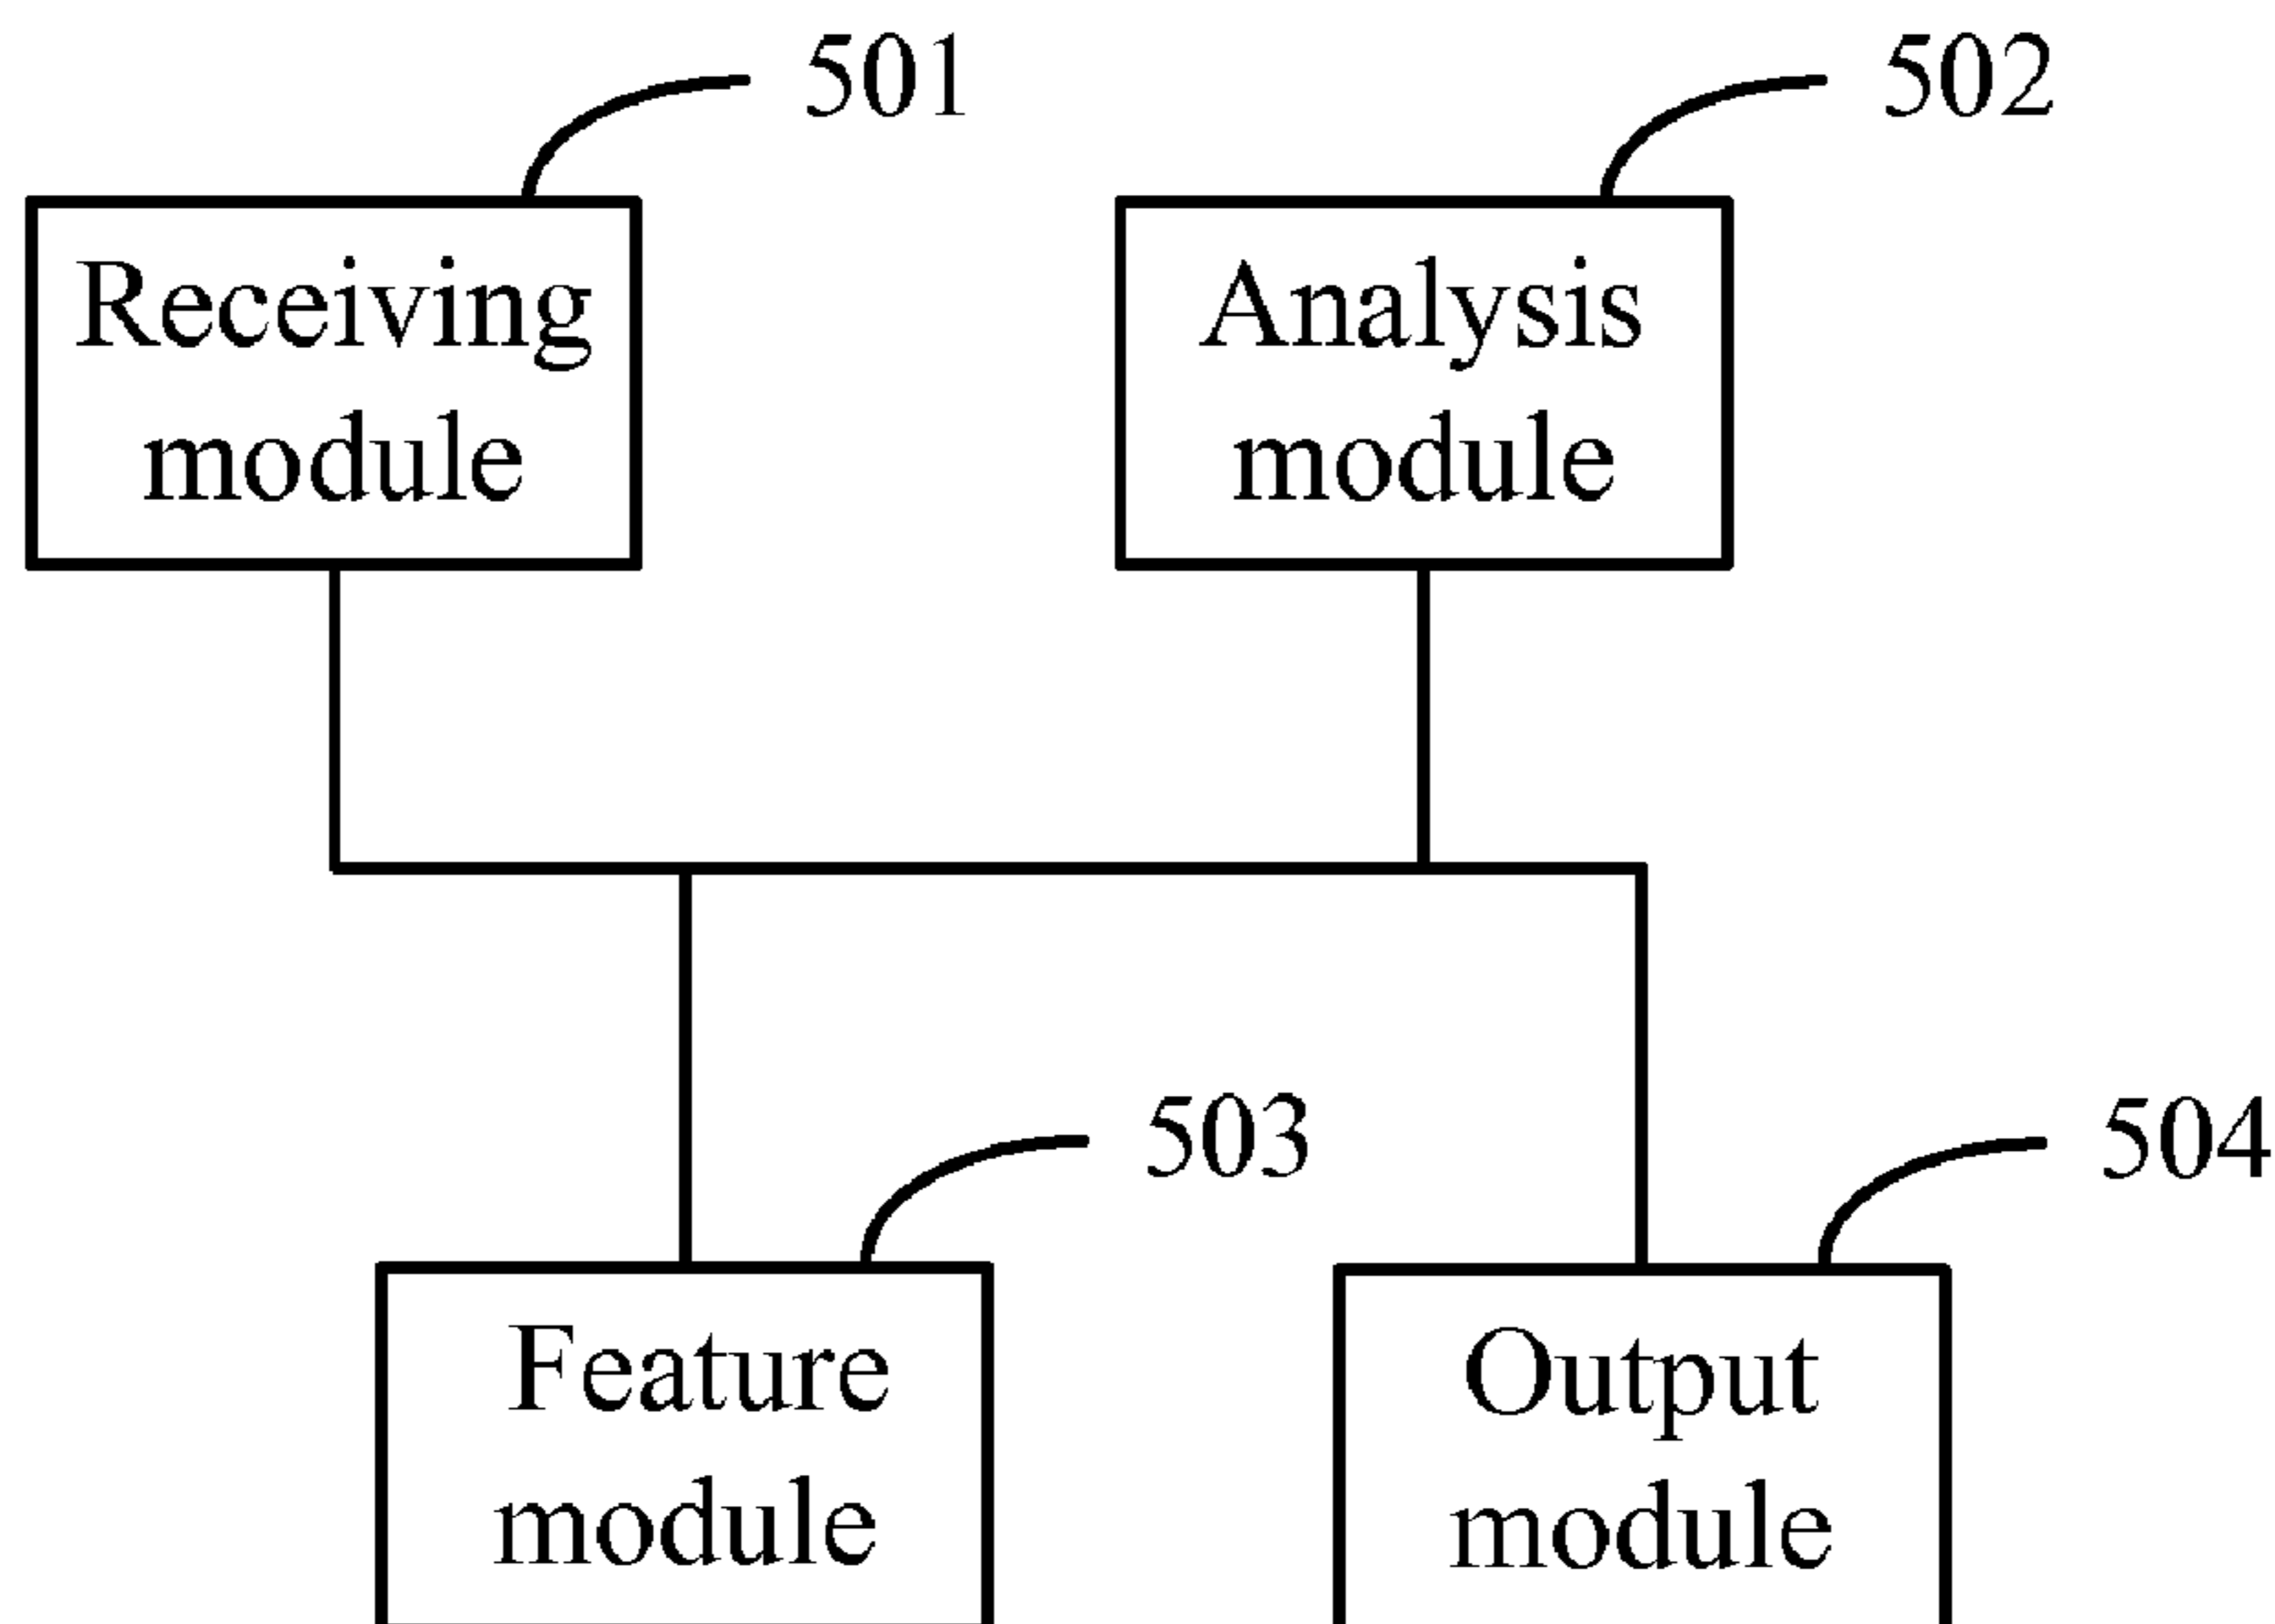 501
502
Receiving
module
Analysis
module
503
504
Feature
module
Output
module